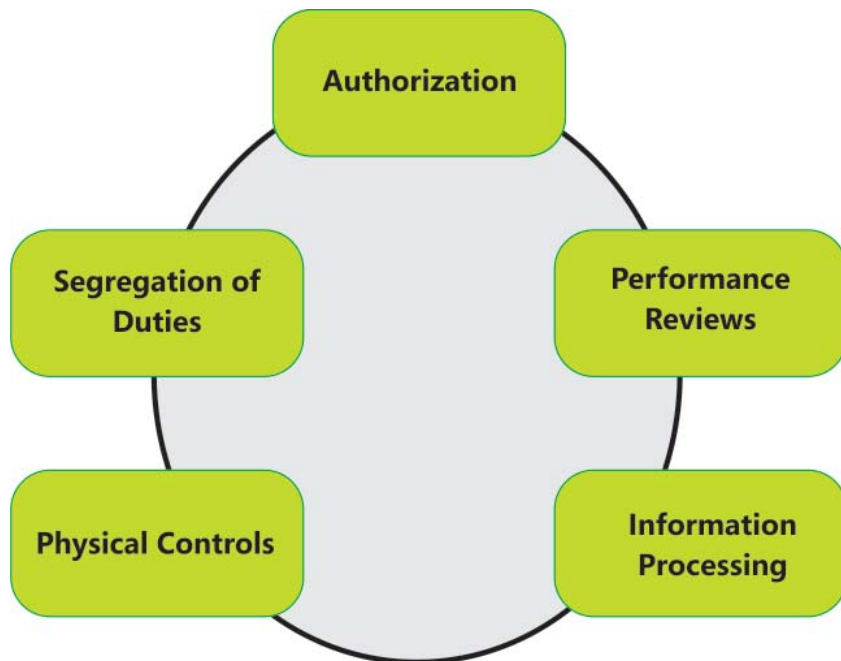 Authorization
Segregation of
Duties
Performance
Reviews
Physical Controls
Information
Processing